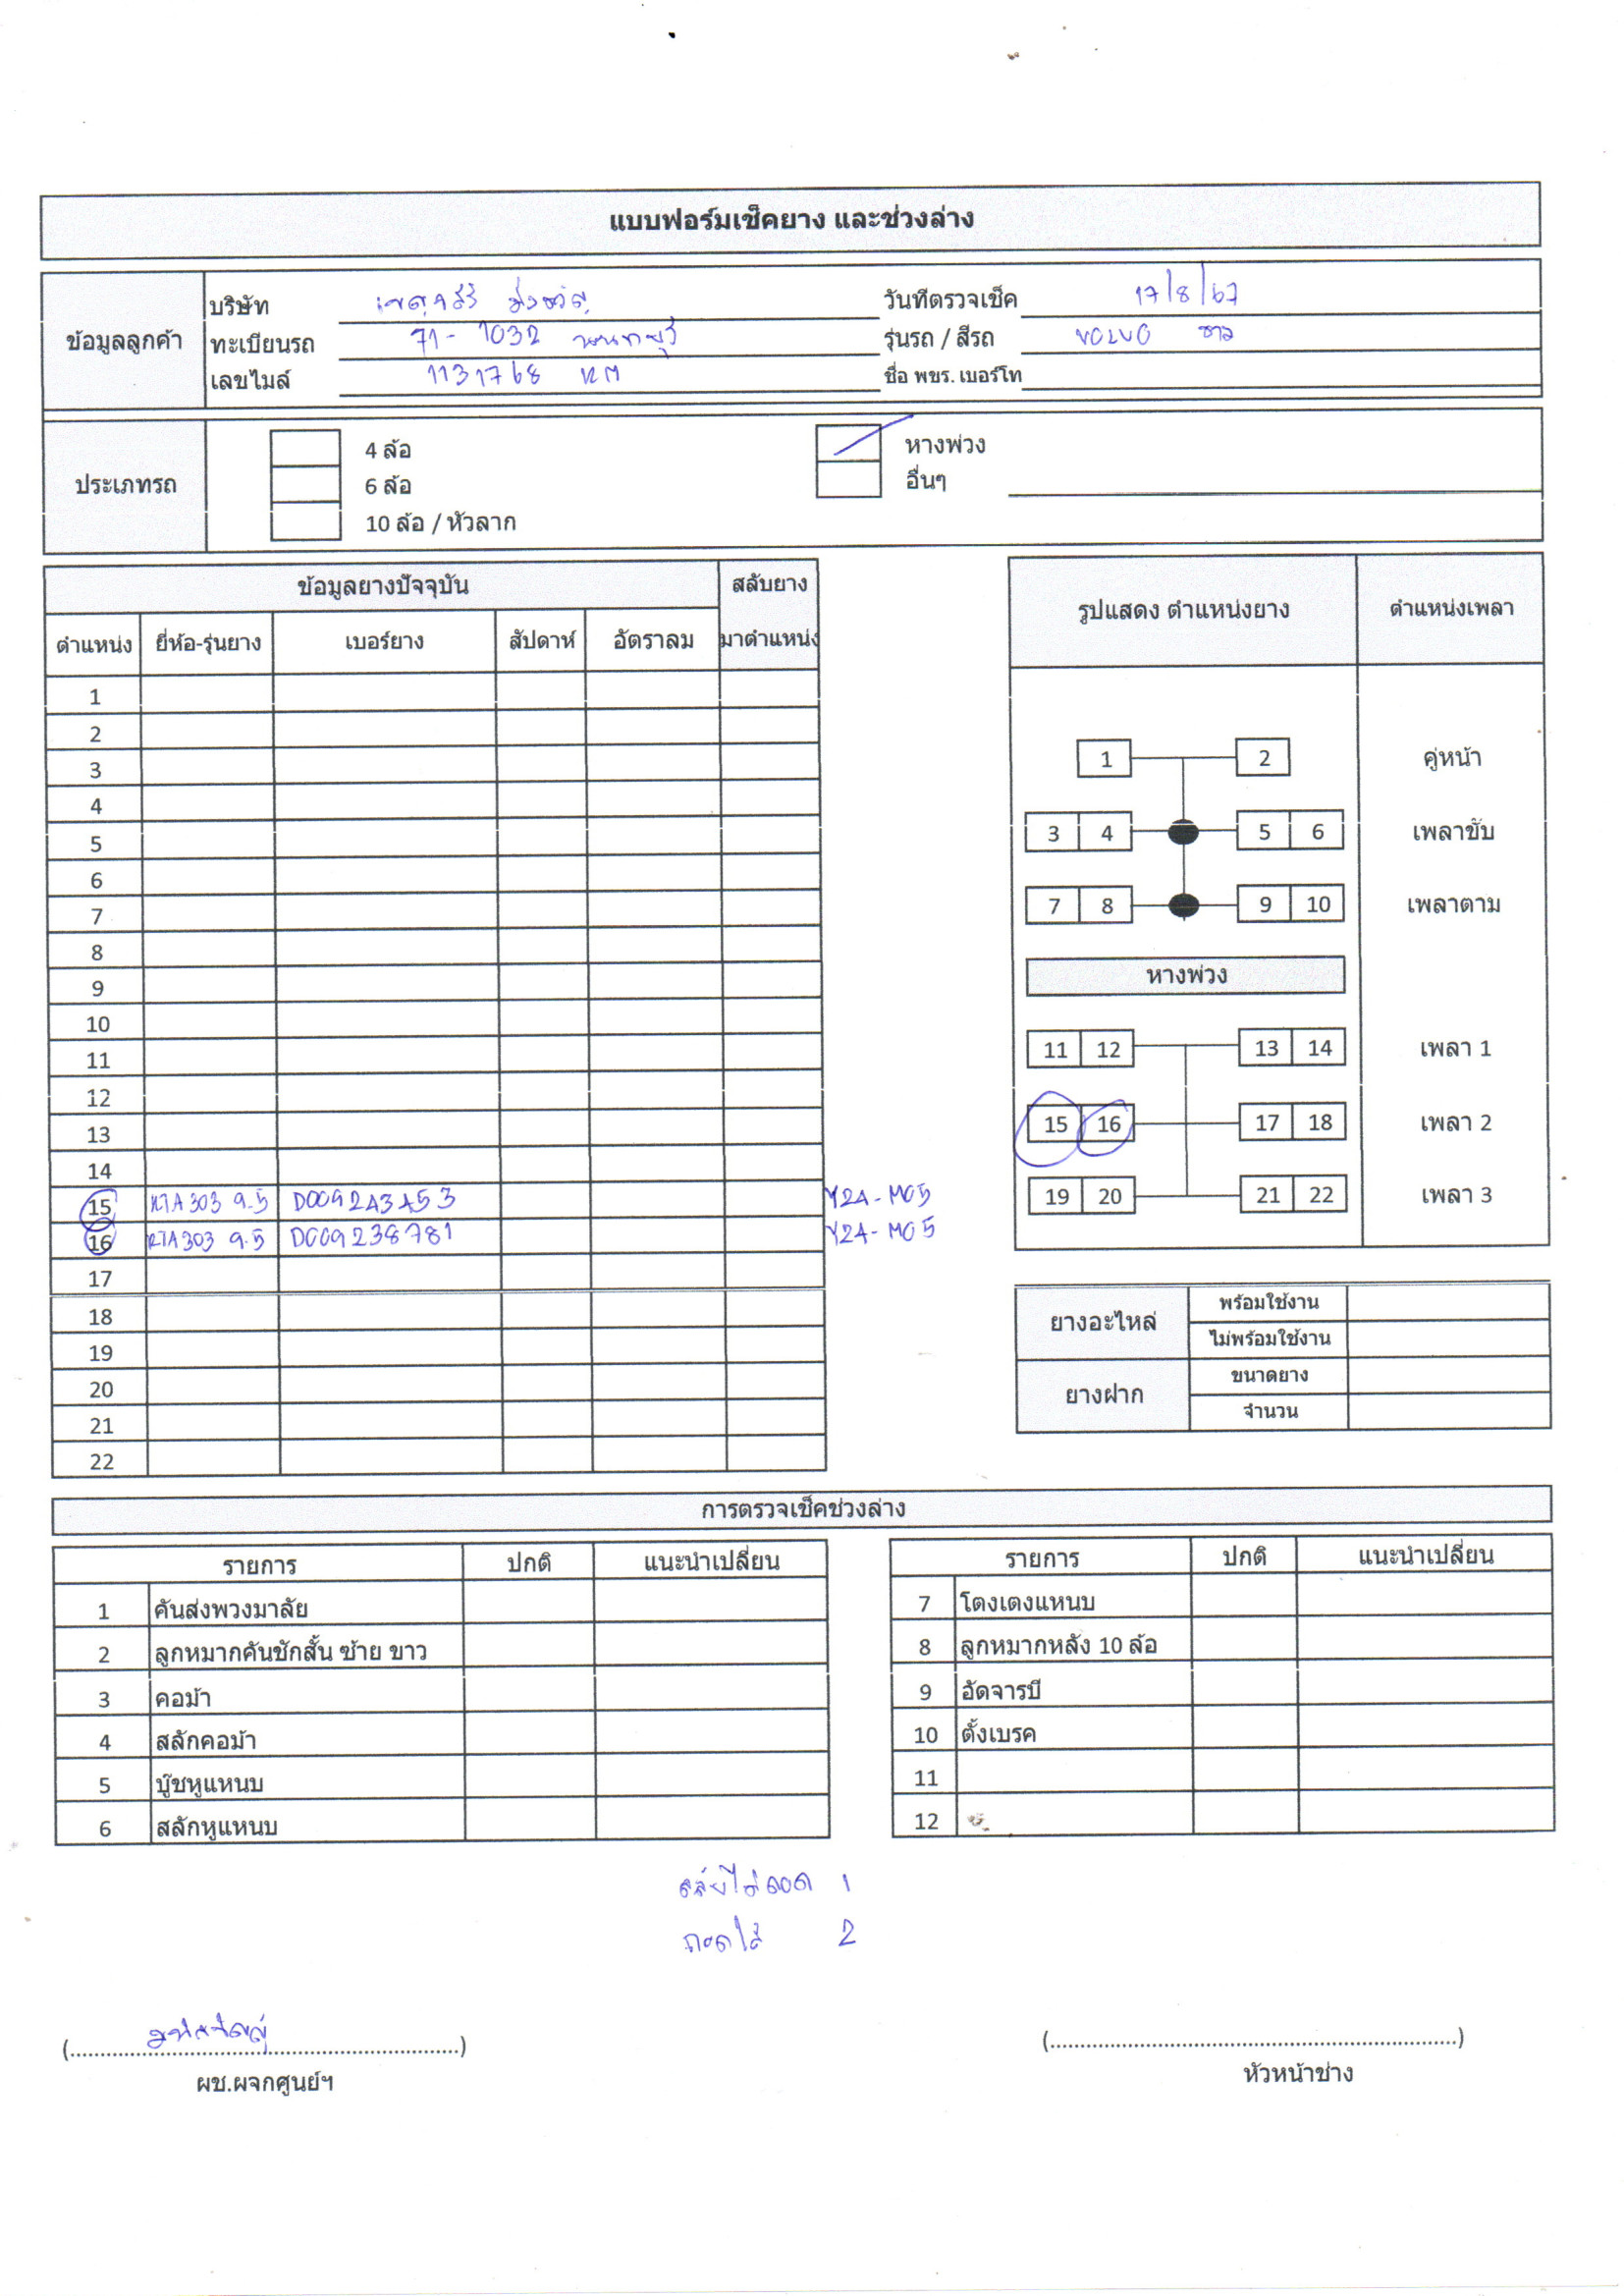 แบบฟอร์มเช็คยาง และช่วงล่าง
ข้อมูลลูกค้า
บริษัท วันที่ตรวจเช็ค 17/8/67
ทะเบียนรถ 71-1032 นนทบุรี รุ่นรถ / สีรถ VOLVO ขาว
เลขไมล์ 1131768 KM ชื่อ พขร. เบอร์โท
ประเภทรถ
4 ล้อ หางพ่วง
6 ล้อ อื่นๆ
10 ล้อ / หัวลาก
ข้อมูลยางปัจจุบัน สลับยาง
ตำแหน่ง ยี่ห้อ-รุ่นยาง เบอร์ยาง สัปดาห์ อัตราลม มาตำแหน่ง
1
2
3
4
5
6
7
8
9
10
11
12
13
14
15 RTA303 9.5 D009243453 Y24-M05
16 RTA303 9.5 D009238781 Y24-M05
17
18
19
20
21
22
รูปแสดง ตำแหน่งยาง ตำแหน่งเพลา
1 2 คู่หน้า
3 4 5 6 เพลาขับ
7 8 9 10 เพลาตาม
หางพ่วง
11 12 13 14 เพลา 1
15 16 17 18 เพลา 2
19 20 21 22 เพลา 3
ยางอะไหล่ พร้อมใช้งาน
ไม่พร้อมใช้งาน
ยางฝาก ขนาดยาง
จำนวน
การตรวจเช็คช่วงล่าง
รายการ ปกติ แนะนำเปลี่ยน
1 คันส่งพวงมาลัย
2 ลูกหมากคันชักสั้น ซ้าย ขาว
3 คอม้า
4 สลักคอม้า
5 บู๊ชหูแหนบ
6 สลักหูแหนบ
รายการ ปกติ แนะนำเปลี่ยน
7 โตงเตงแหนบ
8 ลูกหมากหลัง 10 ล้อ
9 อัดจารบี
10 ตั้งเบรค
11
12
สลับไม่ถอด 1
ถอดใส่ 2
(....................)
ผช.ผจกศูนย์ฯ
(....................)
หัวหน้าช่าง